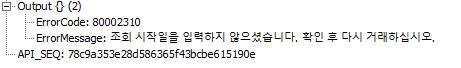 Output {} (2)
ErrorCode: 80002310
ErrorMessage: 조회 시작일을 입력하지 않으셨습니다. 확인 후 다시 거래하십시오.
API_SEQ: 78c9a353e28d586365f43bcbe615190e